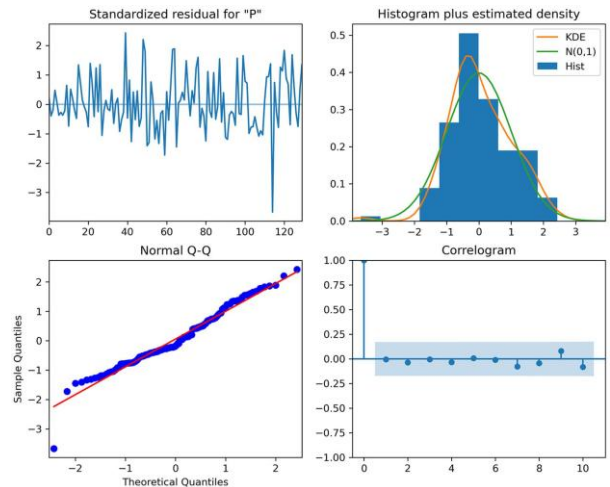 Standardized residual for "P"
2
1
0
−1
−2
−3
0 20 40 60 80 100 120
Histogram plus estimated density
KDE
N(0,1)
Hist
0.5
0.4
0.3
0.2
0.1
0.0
−3 −2 −1 0 1 2 3
Normal Q-Q
Sample Quantiles
2
1
0
−1
−2
−3
−2 −1 0 1 2
Theoretical Quantiles
Correlogram
1.00
0.75
0.50
0.25
0.00
−0.25
−0.50
−0.75
−1.00
0 2 4 6 8 10